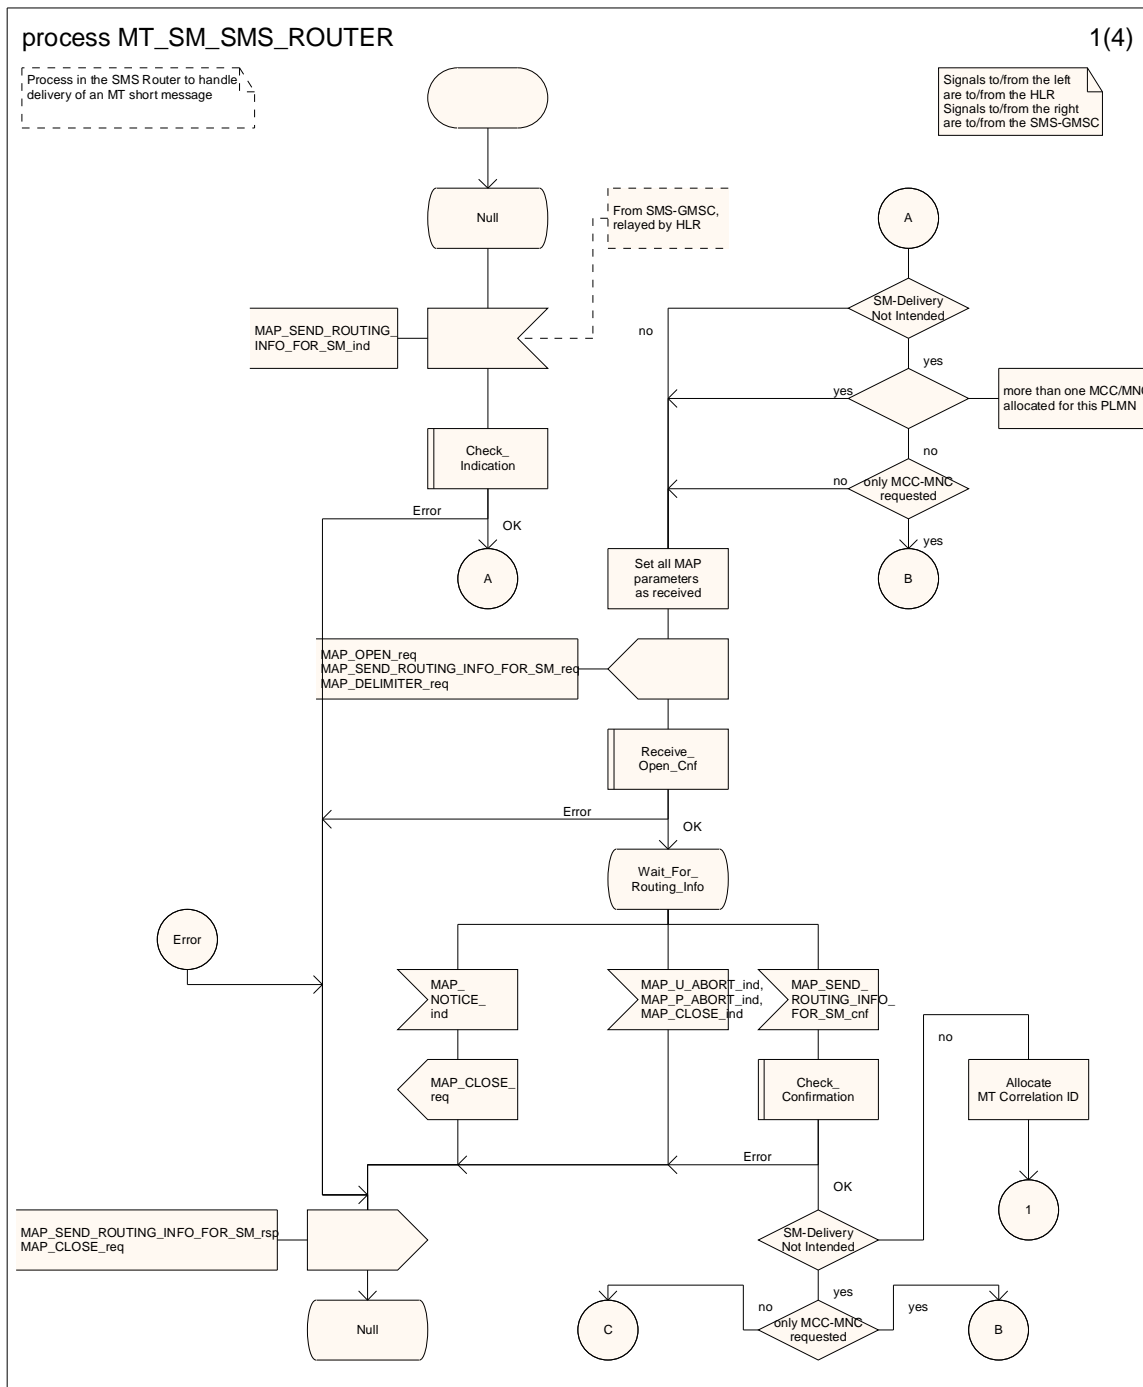 process MT_SM_SMS_ROUTER
1(4)
Process in the SMS Router to handle
delivery of an MT short message
Signals to/from the left
are to/from the HLR
Signals to/from the right
are to/from the SMS-GMSC
Null
From SMS-GMSC,
relayed by HLR
A
SM-Delivery
Not Intended
MAP_SEND_ROUTING_
INFO_FOR_SM_ind
no
yes
yes
more than one MCC/MNC
allocated for this PLMN
Check_
Indication
no
no
only MCC-MNC
requested
Error
OK
yes
A
Set all MAP
parameters
as received
B
MAP_OPEN_req
MAP_SEND_ROUTING_INFO_FOR_SM_req
MAP_DELIMITER_req
Receive_
Open_Cnf
Error
OK
Wait_For_
Routing_Info
Error
MAP_
NOTICE_
ind
MAP_U_ABORT_ind,
MAP_P_ABORT_ind,
MAP_CLOSE_ind
MAP_SEND_
ROUTING_INFO_
FOR_SM_cnf
no
MAP_CLOSE_
req
Check_
Confirmation
Allocate
MT Correlation ID
Error
OK
1
MAP_SEND_ROUTING_INFO_FOR_SM_rsp
MAP_CLOSE_req
SM-Delivery
Not Intended
yes
no
yes
Null
C
only MCC-MNC
requested
B